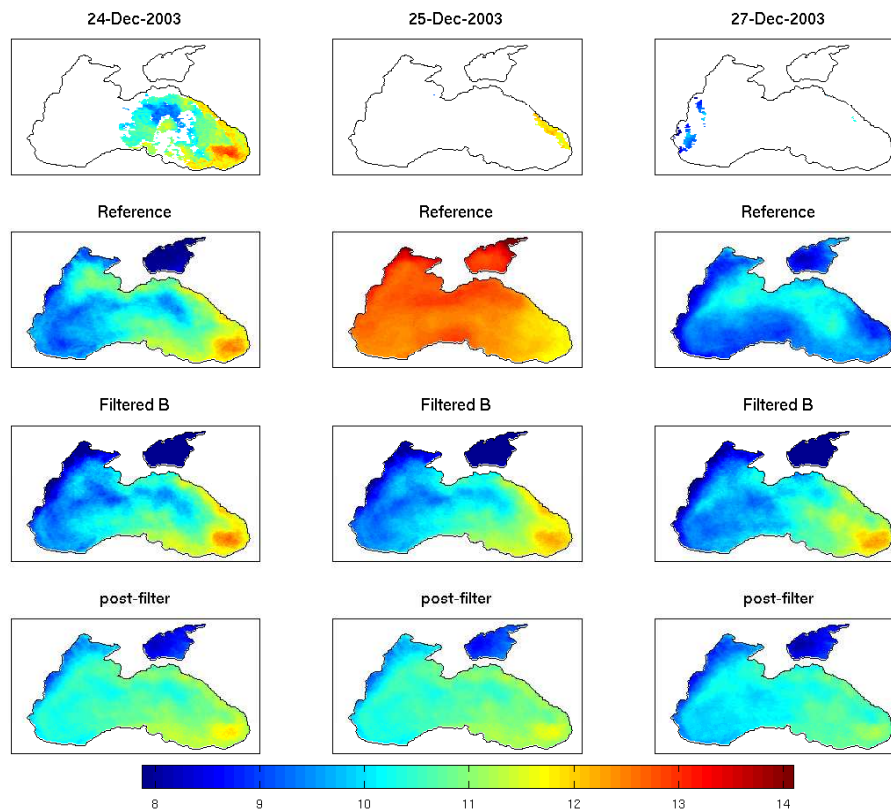 24-Dec-2003 25-Dec-2003 27-Dec-2003
Reference Reference Reference
Filtered B Filtered B Filtered B
post-filter post-filter post-filter
8 9 10 11 12 13 14